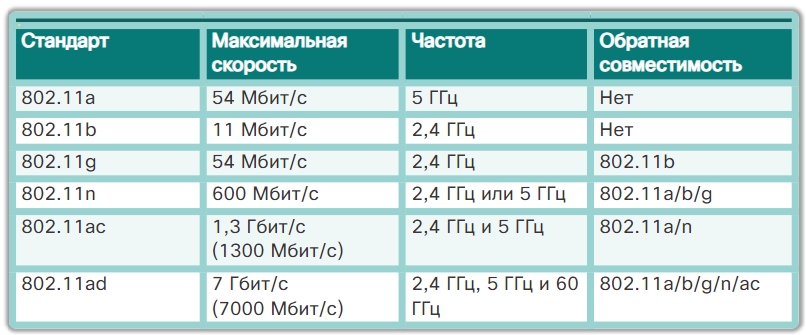 Стандарт Максимальная скорость Частота Обратная совместимость
802.11a 54 Мбит/с 5 ГГц Нет
802.11b 11 Мбит/с 2,4 ГГц Нет
802.11g 54 Мбит/с 2,4 ГГц 802.11b
802.11n 600 Мбит/с 2,4 ГГц или 5 ГГц 802.11a/b/g
802.11ac 1,3 Гбит/с (1300 Мбит/с) 2,4 ГГц и 5 ГГц 802.11a/n
802.11ad 7 Гбит/с (7000 Мбит/с) 2,4 ГГц, 5 ГГц и 60 ГГц 802.11a/b/g/n/ac